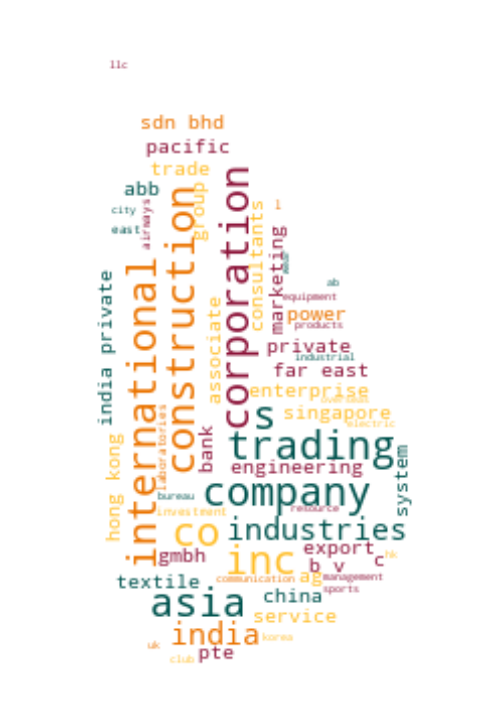 llc
sdn bhd
pacific
trade
abb
group
construction
corporation
city
airways
east
consultants
l
marketing
wear
international
india private
associate
ab
equipment
power
products
private
industrial
far east
enterprise
overseas
s
singapore
electric
laboratories
hong kong
bank
trading
engineering
system
company
bureau
investment
resource
co
industries
gmbh
inc
export
c
hk
b v
textile
communication
ag
management
sports
asia
china
service
india
korea
uk
pte
club